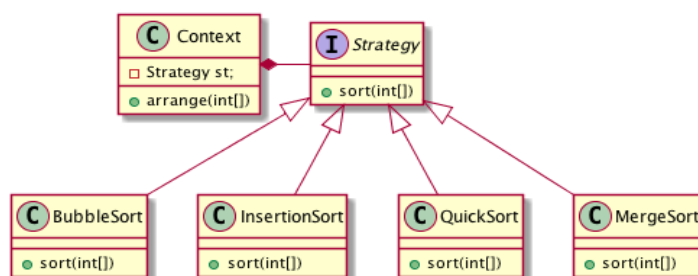 C Context
Strategy st;
arrange(int[])
I Strategy
sort(int[])
C BubbleSort
sort(int[])
C InsertionSort
sort(int[])
C QuickSort
sort(int[])
C MergeSort
sort(int[])